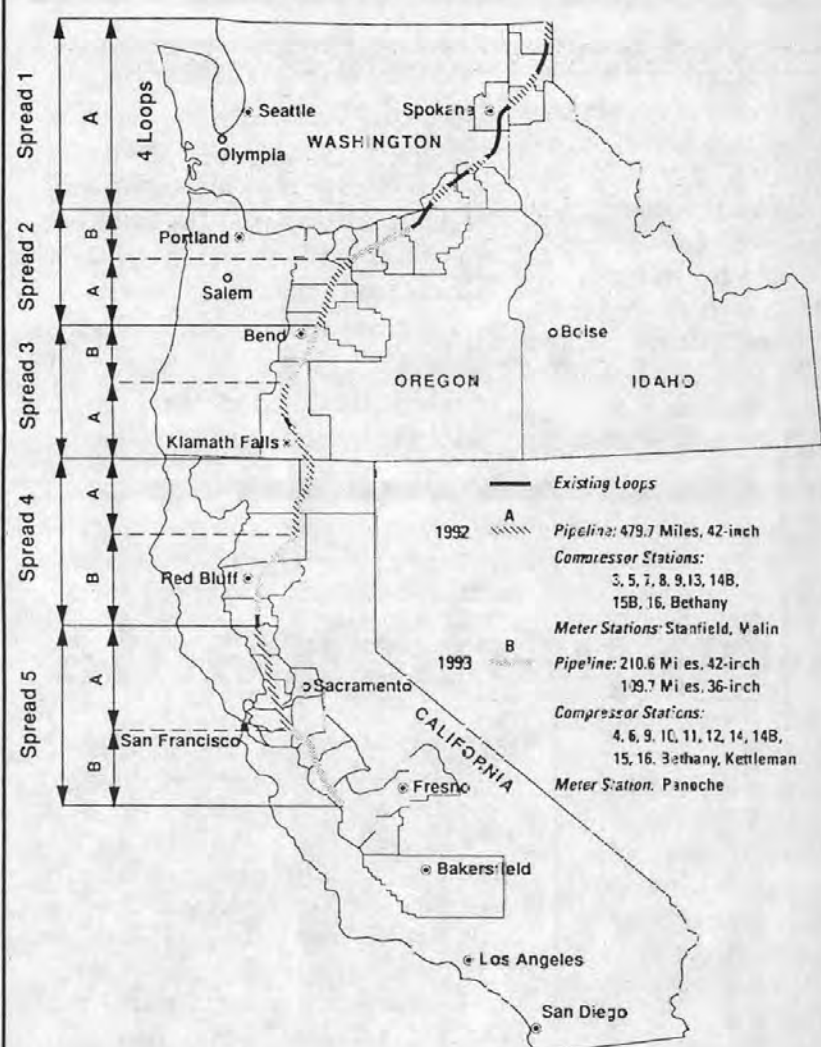 Spread 1
A
4 Loops
Seattle
Olympia
WASHINGTON
Spokane
Spread 2
B
A
Portland
Salem
Spread 3
B
A
Bend
OREGON
Boise
IDAHO
Klamath Falls
Spread 4
A
B
Red Bluff
Spread 5
A
B
Sacramento
San Francisco
CALIFORNIA
Fresno
Bakersfield
Los Angeles
San Diego
Existing Loops
1992 A Pipeline: 479.7 Miles, 42-inch
Compressor Stations:
3, 5, 7, 8, 9, 13, 14B,
15B, 16, Bethany
Meter Stations: Stanfield, Malin
1993 B Pipeline: 210.6 Miles, 42-inch
109.7 Miles, 36-inch
Compressor Stations:
4, 6, 9, 10, 11, 12, 14, 14B,
15, 16, Bethany, Kettleman
Meter Station: Panoche